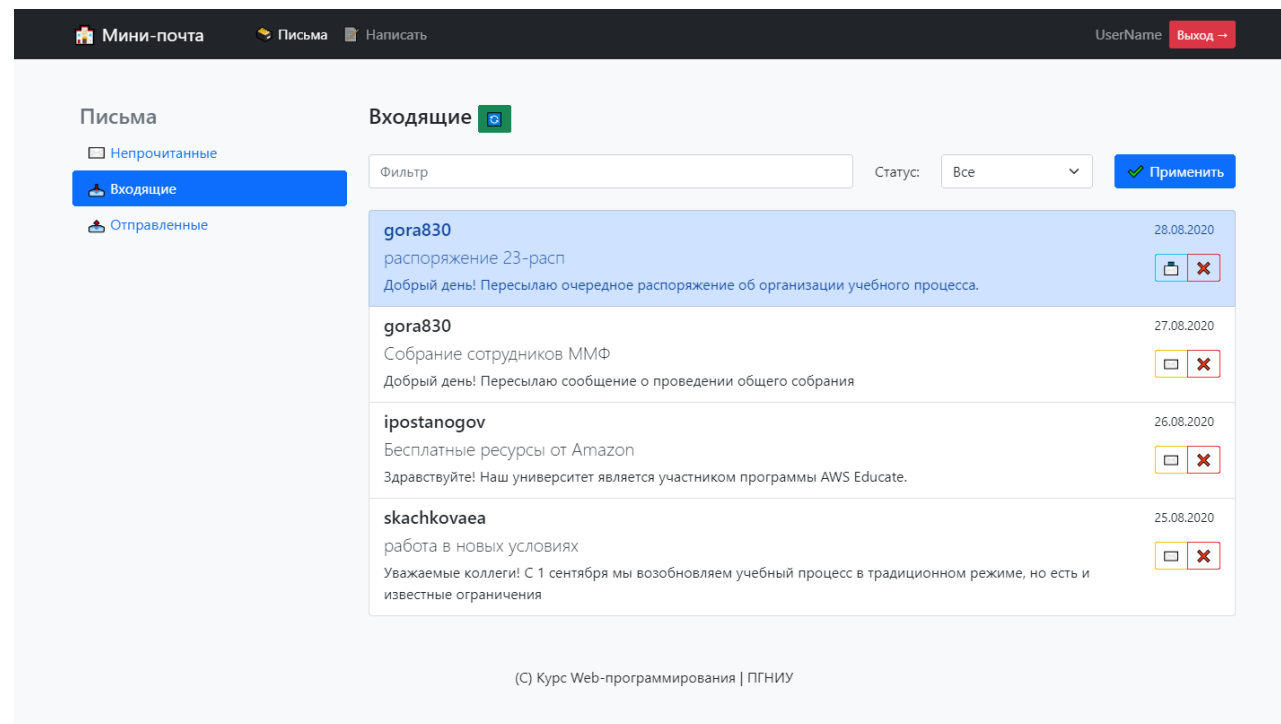 Мини-почта Письма Написать UserName Выход →
Письма
Непрочитанные
Входящие
Отправленные
Входящие
Фильтр Статус: Все Применить
gora830 28.08.2020
распоряжение 23-расп
Добрый день! Пересылаю очередное распоряжение об организации учебного процесса.
gora830 27.08.2020
Собрание сотрудников ММФ
Добрый день! Пересылаю сообщение о проведении общего собрания
ipostanogov 26.08.2020
Бесплатные ресурсы от Amazon
Здравствуйте! Наш университет является участником программы AWS Educate.
skachkovaea 25.08.2020
работа в новых условиях
Уважаемые коллеги! С 1 сентября мы возобновляем учебный процесс в традиционном режиме, но есть и
известные ограничения
(C) Курс Web-программирования | ПГНИУ